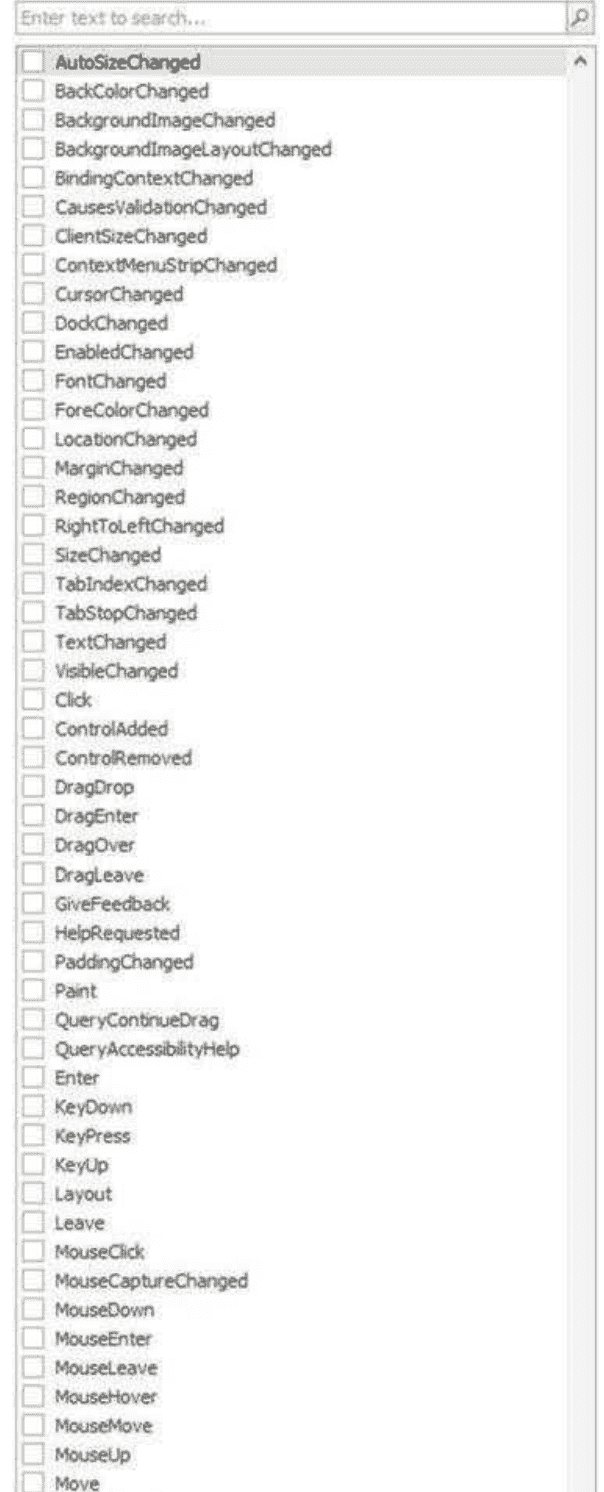 Enter text to search...
AutoSizeChanged
BackColorChanged
BackgroundImageChanged
BackgroundImageLayoutChanged
BindingContextChanged
CausesValidationChanged
ClientSizeChanged
ContextMenuStripChanged
CursorChanged
DockChanged
EnabledChanged
FontChanged
ForeColorChanged
LocationChanged
MarginChanged
RegionChanged
RightToLeftChanged
SizeChanged
TabIndexChanged
TabStopChanged
TextChanged
VisibleChanged
Click
ControlAdded
ControlRemoved
DragDrop
DragEnter
DragOver
DragLeave
GiveFeedback
HelpRequested
PaddingChanged
Paint
QueryContinueDrag
QueryAccessibilityHelp
Enter
KeyDown
KeyPress
KeyUp
Layout
Leave
MouseClick
MouseCaptureChanged
MouseDown
MouseEnter
MouseLeave
MouseHover
MouseMove
MouseUp
Move